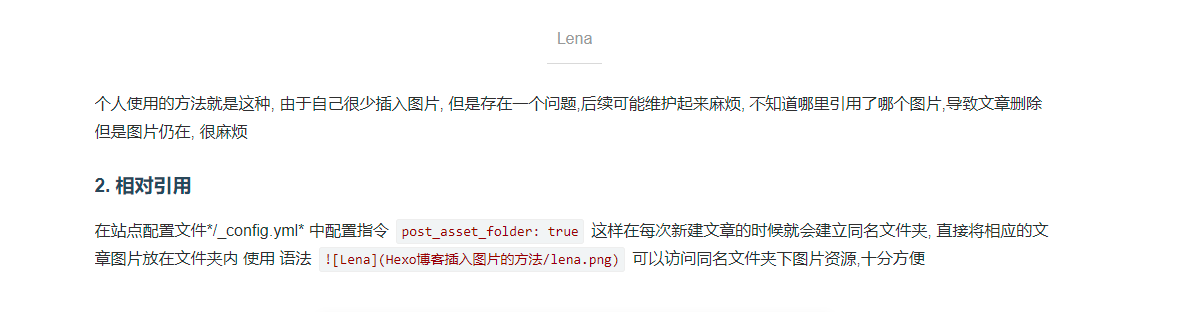 Lena
个人使用的方法就是这种, 由于自己很少插入图片, 但是存在一个问题,后续可能维护起来麻烦, 不知道哪里引用了哪个图片,导致文章删除
但是图片仍在, 很麻烦
2. 相对引用
在站点配置文件*/_config.yml* 中配置指令 post_asset_folder: true 这样在每次新建文章的时候就会建立同名文件夹, 直接将相应的文
章图片放在文件夹内 使用 语法 ![Lena](Hexo博客插入图片的方法/lena.png) 可以访问同名文件夹下图片资源,十分方便